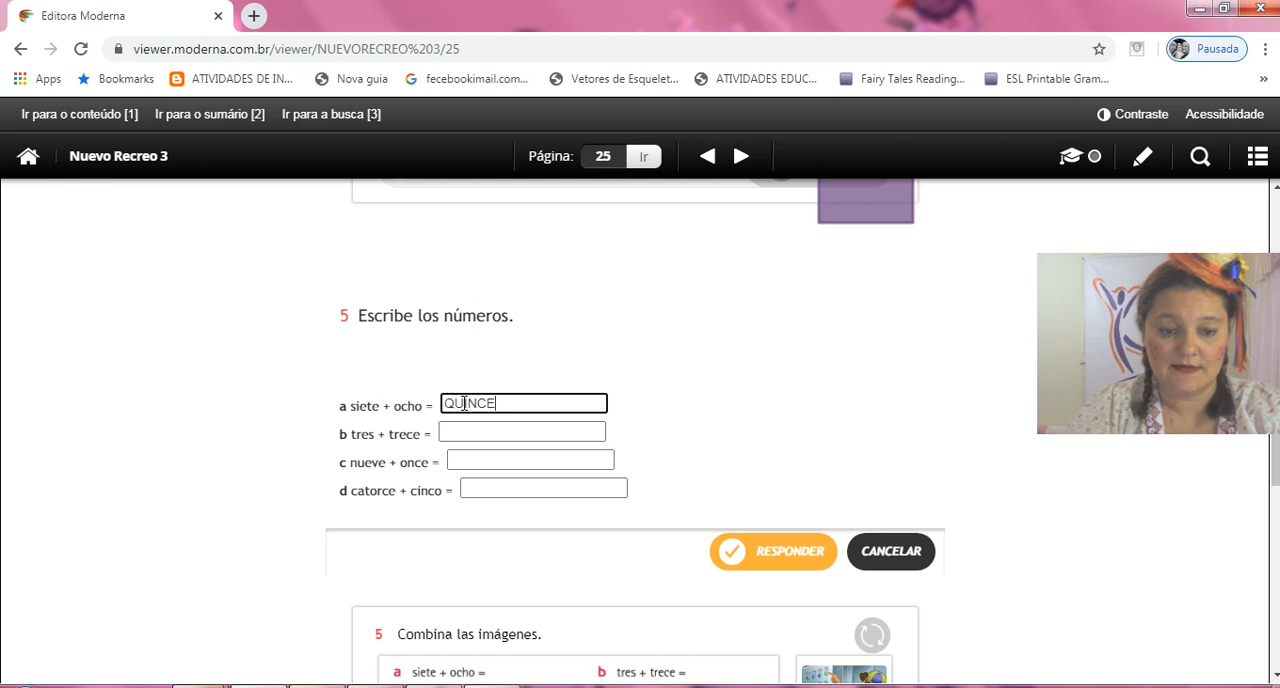 Editora Moderna
viewer.moderna.com.br/viewer/NUEVORECREO%203/25
Pausada
Apps Bookmarks ATIVIDADES DE IN... Nova guia fecebookimail.com... Vetores de Esquelet... ATIVIDADES EDUC... Fairy Tales Reading... ESL Printable Gram... »
Ir para o conteúdo [1] Ir para o sumário [2] Ir para a busca [3] Contraste Acessibilidade
Nuevo Recreo 3 Página: 25 Ir
5 Escribe los números.
a siete + ocho = QUINCE
b tres + trece =
c nueve + once =
d catorce + cinco =
RESPONDER CANCELAR
5 Combina las imágenes.
a siete + ocho = b tres + trece =